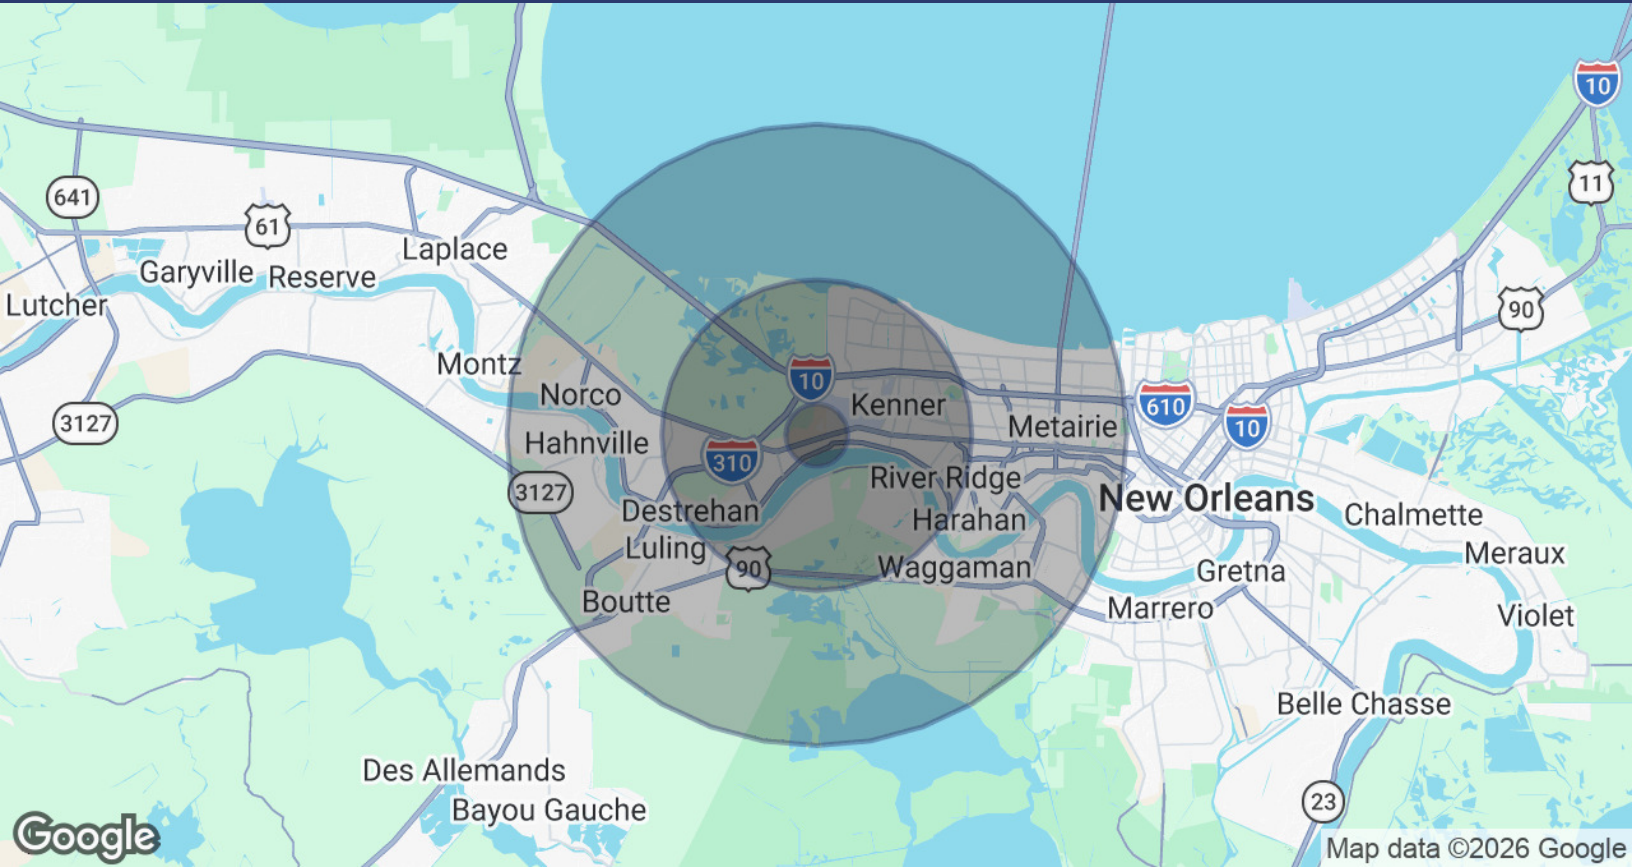 10
11
641
61
Laplace
Garyville
Reserve
Lutcher
90
Montz
10
Norco
Kenner
610
3127
10
Metairie
Hahnville
310
River Ridge
3127
New Orleans
Destrehan
Harahan
Chalmette
Luling
Meraux
90
Waggaman
Gretna
Boutte
Marrero
Violet
Belle Chasse
Des Allemands
23
Bayou Gauche
Google
Map data ©2026 Google